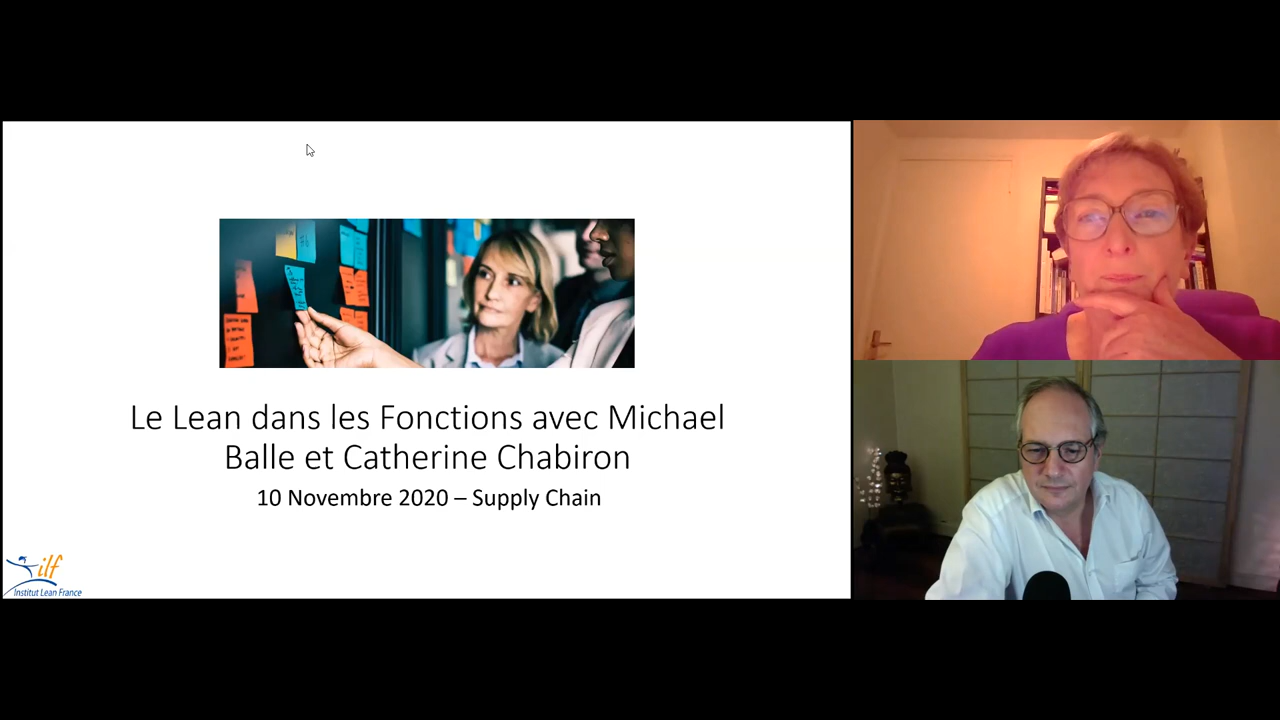 Le Lean dans les Fonctions avec Michael
Balle et Catherine Chabiron
10 Novembre 2020 – Supply Chain
ilf
Institut Lean France